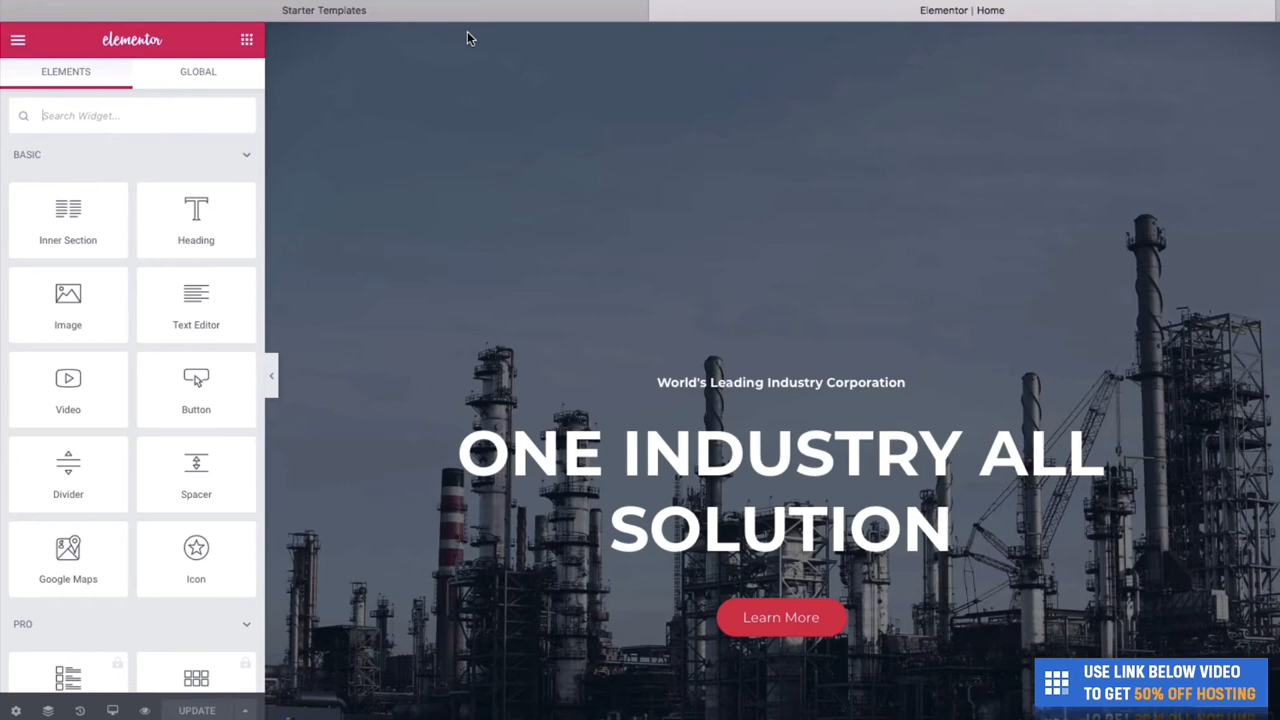 Starter Templates
Elementor | Home
elementor
ELEMENTS
GLOBAL
Search Widget...
BASIC
Inner Section
Heading
Image
Text Editor
Video
Button
Divider
Spacer
Google Maps
Icon
PRO
UPDATE
World's Leading Industry Corporation
ONE INDUSTRY ALL
SOLUTION
Learn More
USE LINK BELOW VIDEO
TO GET 50% OFF HOSTING